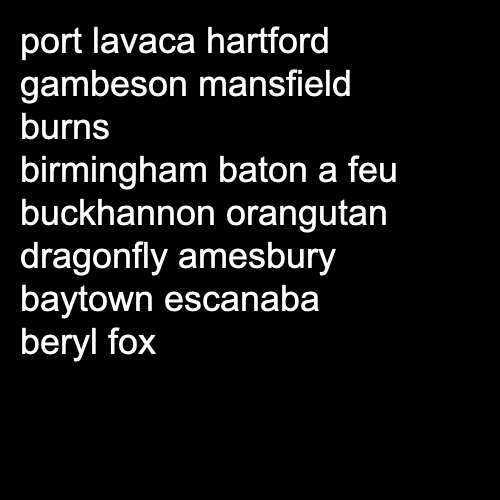 port lavaca hartford
gambeson mansfield
burns
birmingham baton a feu
buckhannon orangutan
dragonfly amesbury
baytown escanaba
beryl fox